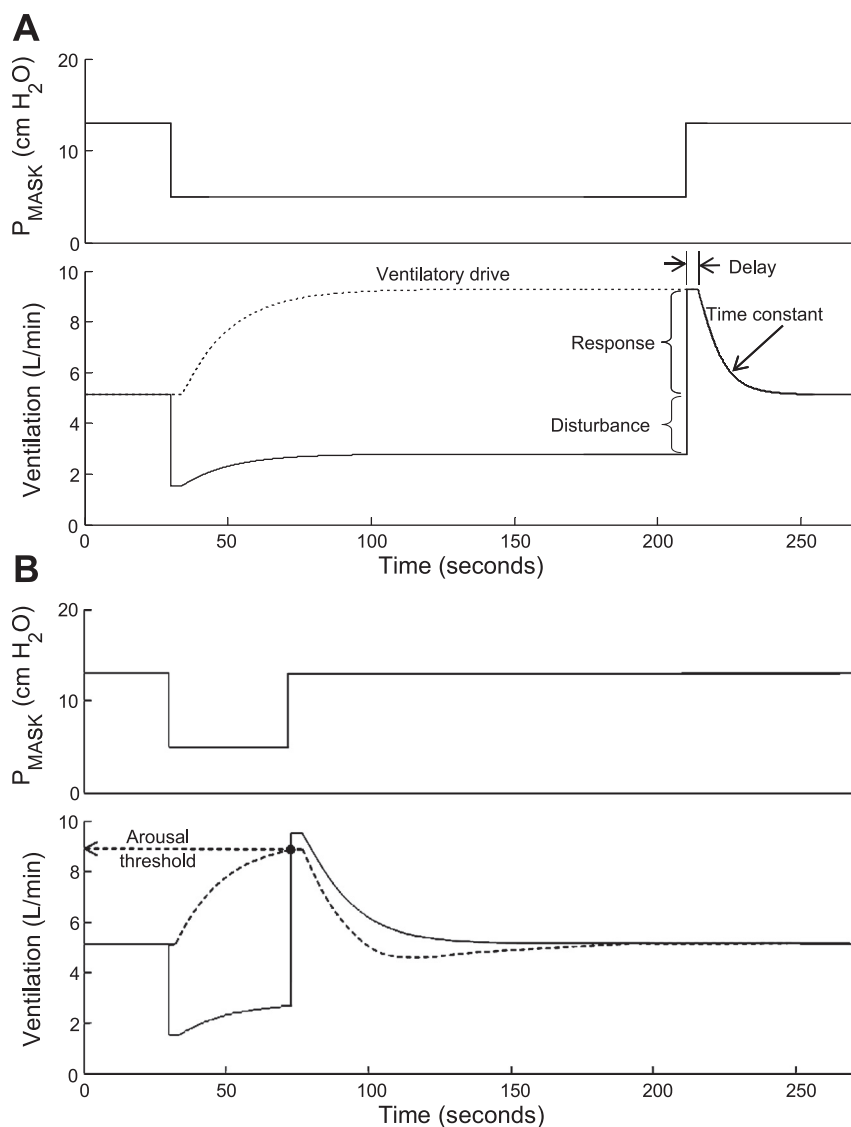 A
P_MASK (cm H₂O)
20
10
0
Ventilation (L/min)
10
8
6
4
2
0
Ventilatory drive
Delay
Time constant
Response
Disturbance
0 50 100 150 200 250
Time (seconds)
B
P_MASK (cm H₂O)
20
10
0
Ventilation (L/min)
10
8
6
4
2
0
Arousal
threshold
0 50 100 150 200 250
Time (seconds)